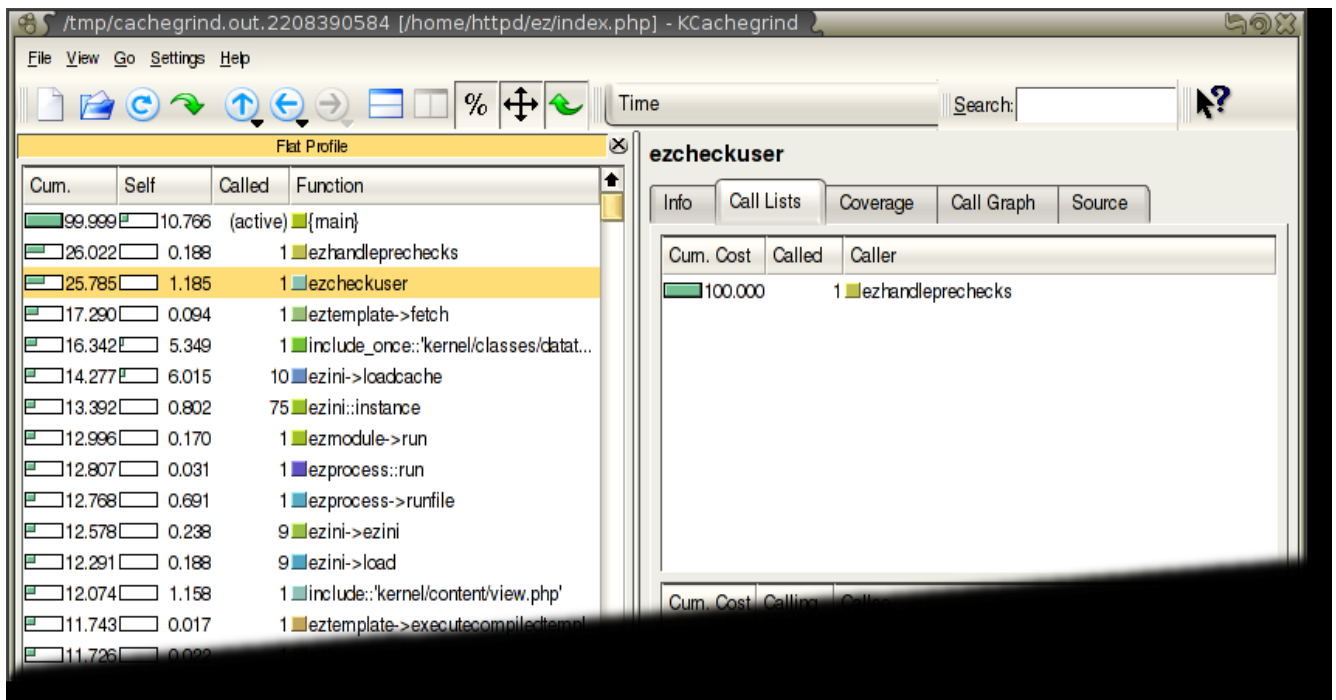 /tmp/cachegrind.out.2208390584 [/home/httpd/ez/index.php] - KCachegrind
File View Go Settings Help
% Time Search: ?
Flat Profile
Cum. Self Called Function
99.999 10.766 (active) {main}
26.022 0.188 1 ezhandleprechecks
25.785 1.185 1 ezcheckuser
17.290 0.094 1 eztemplate->fetch
16.342 5.349 1 include_once::'kernel/classes/datat...
14.277 6.015 10 ezini->loadcache
13.392 0.802 75 ezini::instance
12.996 0.170 1 ezmodule->run
12.807 0.031 1 ezprocess::run
12.768 0.691 1 ezprocess->runfile
12.578 0.238 9 ezini->ezini
12.291 0.188 9 ezini->load
12.074 1.158 1 include::'kernel/content/view.php'
11.743 0.017 1 eztemplate->executecompiledtempl
11.726
ezcheckuser
Info Call Lists Coverage Call Graph Source
Cum. Cost Called Caller
100.000 1 ezhandleprechecks
Cum. Cost Calling Callee